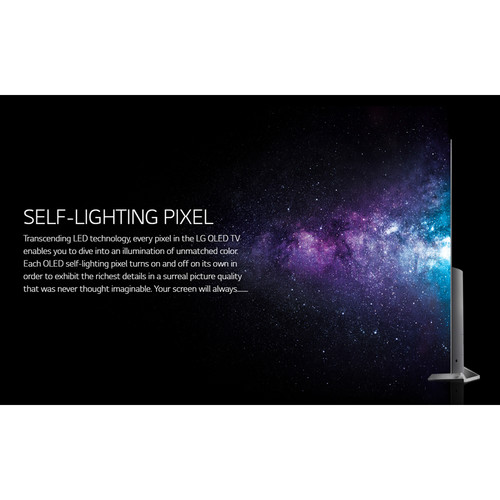 SELF-LIGHTING PIXEL
Transcending LED technology, every pixel in the LG OLED TV
enables you to dive into an illumination of unmatched color.
Each OLED self-lighting pixel turns on and off on its own in
order to exhibit the richest details in a surreal picture quality
that was never thought imaginable. Your screen will always.......